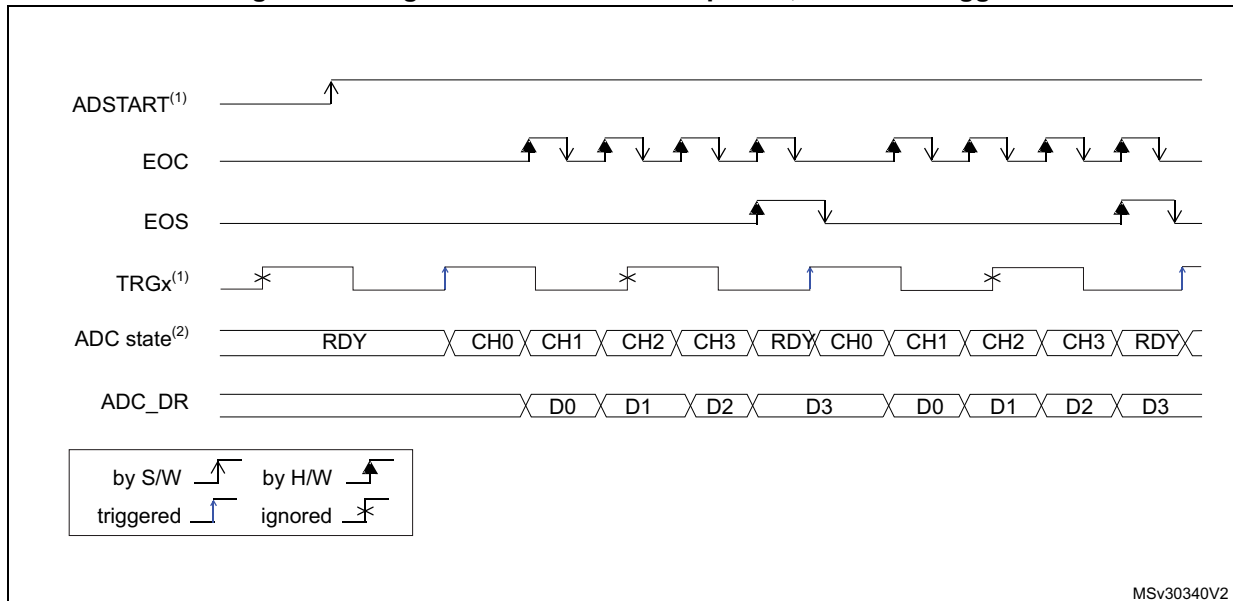 ADSTART(1)
EOC
EOS
TRGx(1)
ADC state(2) RDY CH0 CH1 CH2 CH3 RDY CH0 CH1 CH2 CH3 RDY
ADC_DR D0 D1 D2 D3 D0 D1 D2 D3
by S/W by H/W
triggered ignored
MSv30340V2